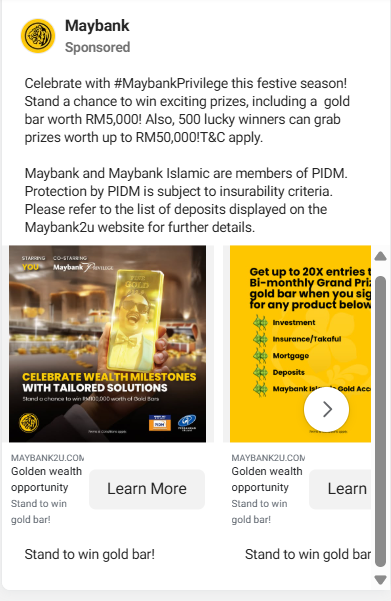 Maybank
Sponsored
Celebrate with #MaybankPrivilege this festive season!
Stand a chance to win exciting prizes, including a gold
bar worth RM5,000! Also, 500 lucky winners can grab
prizes worth up to RM50,000!T&C apply.
Maybank and Maybank Islamic are members of PIDM.
Protection by PIDM is subject to insurability criteria.
Please refer to the list of deposits displayed on the
Maybank2u website for further details.
STARRING CO-STARRING
YOU Maybank Privilege
GOLD
CELEBRATE WEALTH MILESTONES
WITH TAILORED SOLUTIONS
Stand a chance to win RM100,000 worth of Gold Bars
PIDM
Terms & conditions apply.
Get up to 20X entries t
Bi-monthly Grand Priz
gold bar when you sig
for any product below
Investment
Insurance/Takaful
Mortgage
Deposits
Maybank Islamic Gold Acc
MAYBANK2U.COM
Golden wealth
opportunity
Stand to win
gold bar!
Learn More
Stand to win gold bar!
MAYBANK2U.COM
Golden wealth
opportunity
Stand to win
gold bar!
Learn
Stand to win gold bar